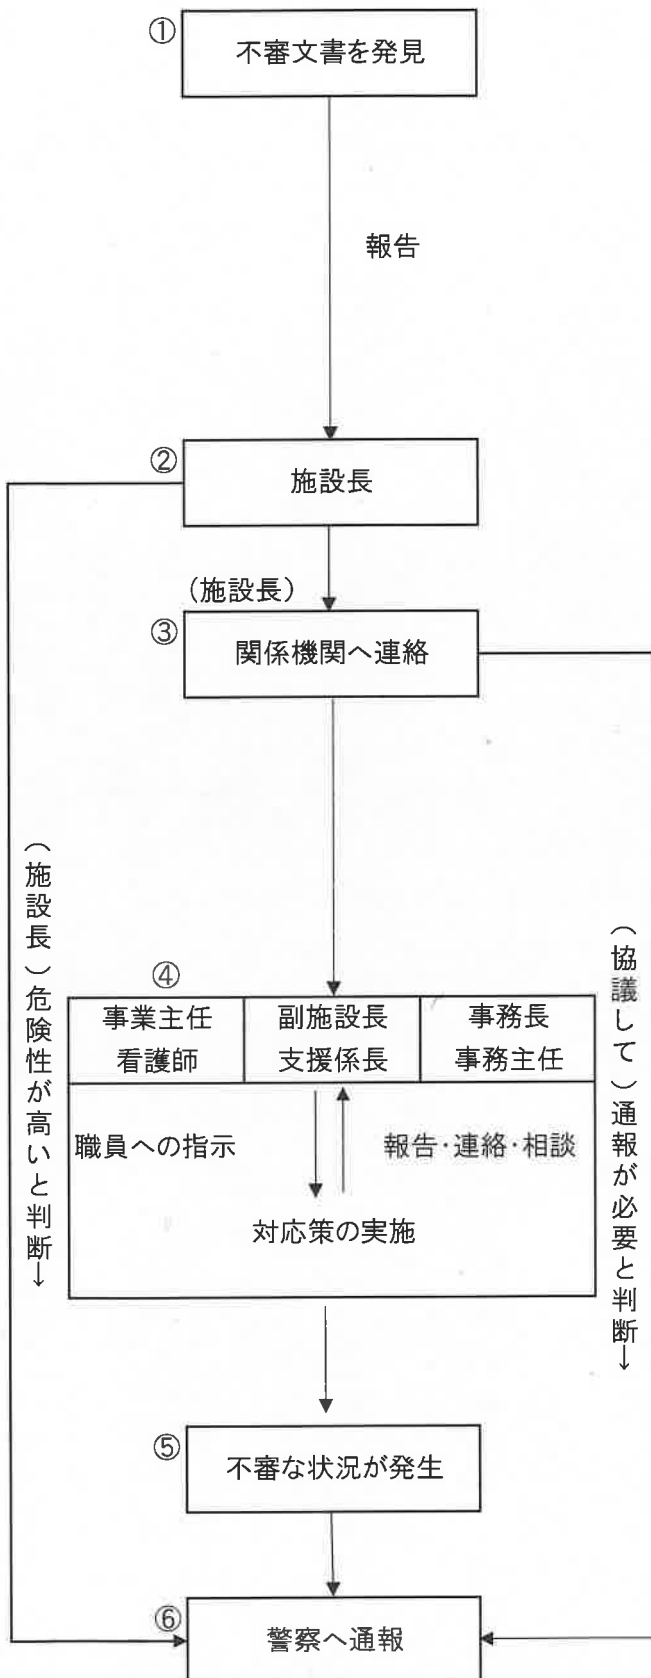 ①
不審文書を発見
報告
②
施設長
(施設長)
③
関係機関へ連絡
(施設長)危険性が高いと判断→
(協議して)通報が必要と判断→
④
事業主任
看護師
副施設長
支援係長
事務長
事務主任
職員への指示
報告・連絡・相談
対応策の実施
⑤
不審な状況が発生
⑥
警察へ通報